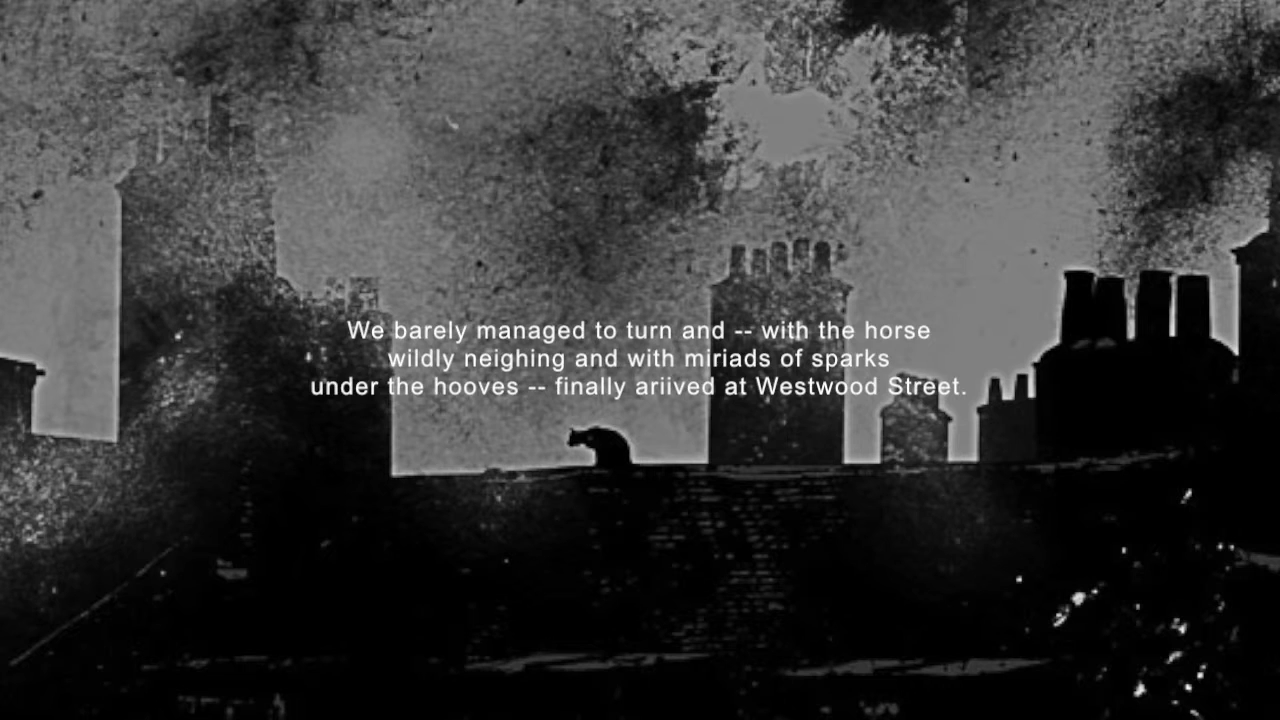 We barely managed to turn and -- with the horse
wildly neighing and with miriads of sparks
under the hooves -- finally ariived at Westwood Street.